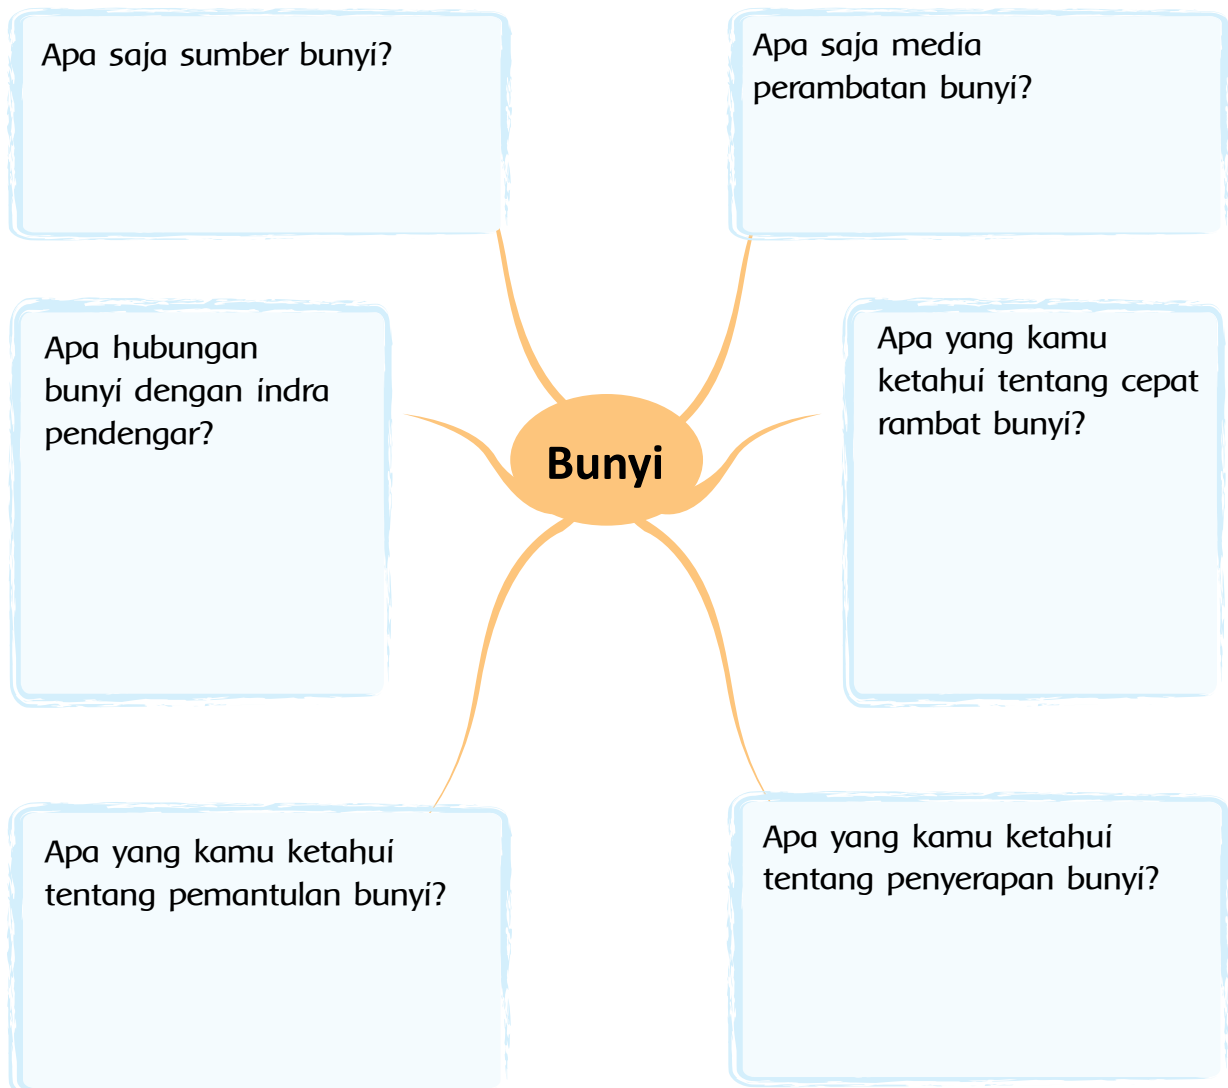 Apa saja sumber bunyi?
Apa saja media
perambatan bunyi?
Apa hubungan
bunyi dengan indra
pendengar?
Apa yang kamu
ketahui tentang cepat
rambat bunyi?
Bunyi
Apa yang kamu ketahui
tentang pemantulan bunyi?
Apa yang kamu ketahui
tentang penyerapan bunyi?